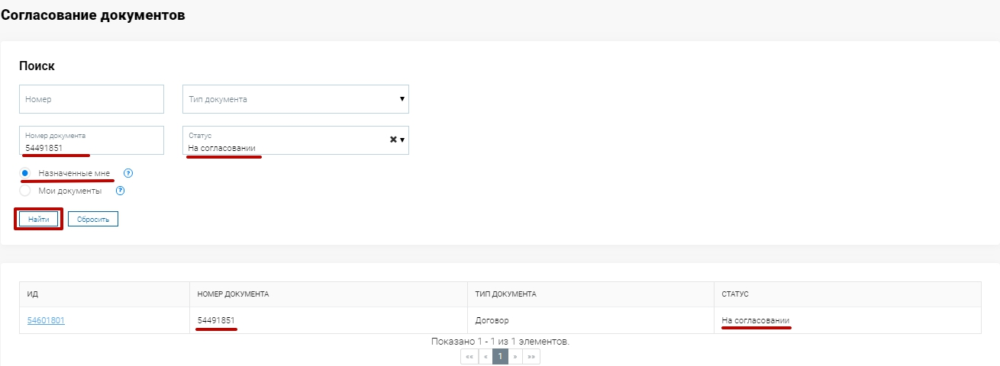 Согласование документов
Поиск
Номер
Тип документа
Номер документа
54491851
Статус
На согласовании
Назначенные мне ?
Мои документы ?
Найти Сбросить
ИД НОМЕР ДОКУМЕНТА ТИП ДОКУМЕНТА СТАТУС
54601801 54491851 Договор На согласовании
Показано 1 - 1 из 1 элементов.
«« « 1 » »»